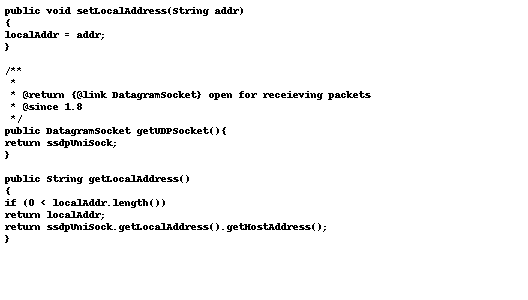 public void setLocalAddress(String addr)
{
localAddr = addr;
}
/**
*
* @return {@link DatagramSocket} open for receieving packets
* @since 1.8
*/
public DatagramSocket getUDPSocket(){
return ssdpUniSock;
}
public String getLocalAddress()
{
if (0 < localAddr.length())
return localAddr;
return ssdpUniSock.getLocalAddress().getHostAddress();
}